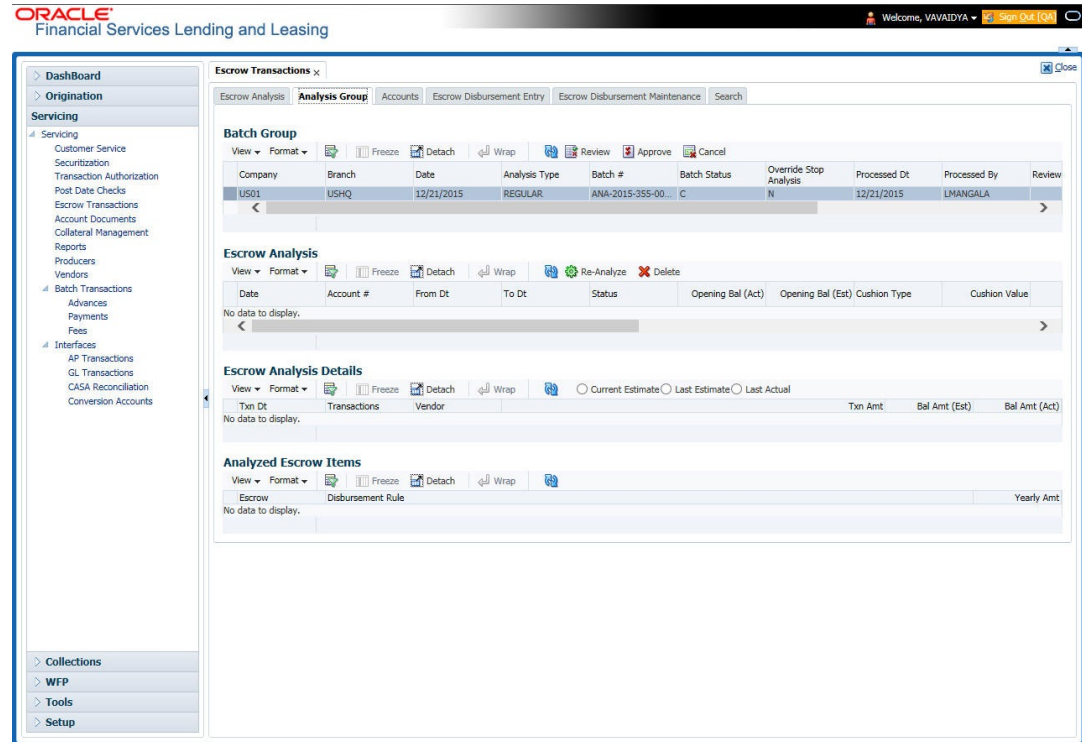 ORACLE
Financial Services Lending and Leasing
Welcome, VAVAIDYA
Sign Out [QA]
Close
DashBoard
Origination
Servicing
Servicing
Customer Service
Securitization
Transaction Authorization
Post Date Checks
Escrow Transactions
Account Documents
Collateral Management
Reports
Producers
Vendors
Batch Transactions
Advances
Payments
Fees
Interfaces
AP Transactions
GL Transactions
CASA Reconciliation
Conversion Accounts
Collections
WFP
Tools
Setup
Escrow Transactions x
Escrow Analysis Analysis Group Accounts Escrow Disbursement Entry Escrow Disbursement Maintenance Search
Batch Group
View Format Freeze Detach Wrap Review Approve Cancel
Company Branch Date Analysis Type Batch # Batch Status Override Stop Analysis Processed Dt Processed By Review
US01 USHQ 12/21/2015 REGULAR ANA-2015-355-00... C N 12/21/2015 LMANGALA
Escrow Analysis
View Format Freeze Detach Wrap Re-Analyze Delete
Date Account # From Dt To Dt Status Opening Bal (Act) Opening Bal (Est) Cushion Type Cushion Value
No data to display.
Escrow Analysis Details
View Format Freeze Detach Wrap Current Estimate Last Estimate Last Actual
Txn Dt Transactions Vendor Txn Amt Bal Amt (Est) Bal Amt (Act)
No data to display.
Analyzed Escrow Items
View Format Freeze Detach Wrap
Escrow Disbursement Rule Yearly Amt
No data to display.